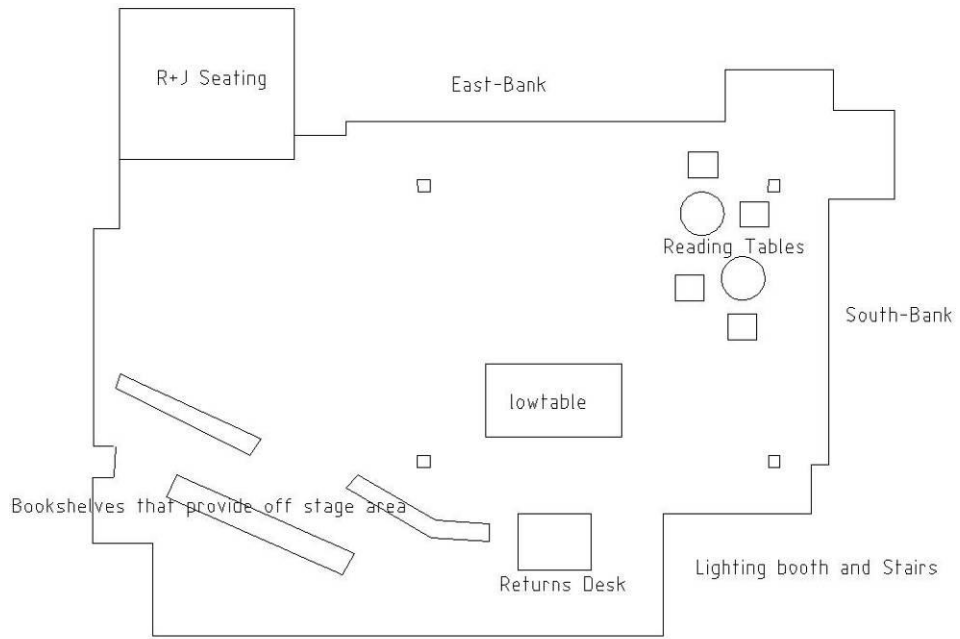 R+J Seating
East-Bank
Reading Tables
South-Bank
lowtable
Bookshelves that provide off stage area
Lighting booth and Stairs
Returns Desk